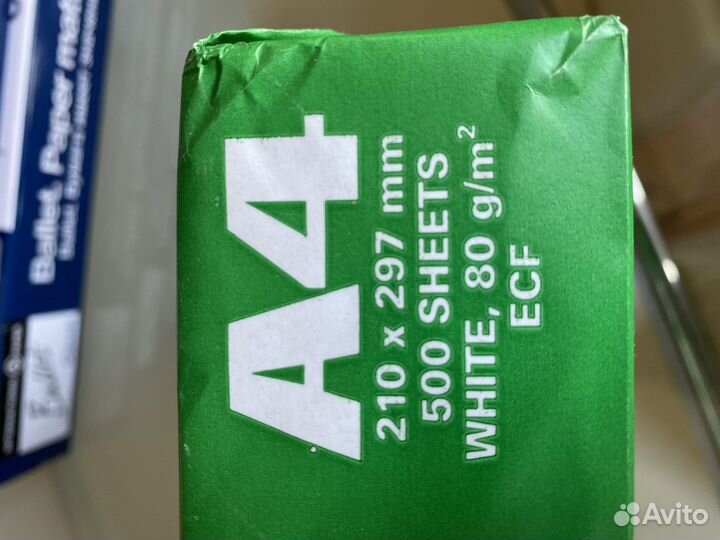 A4
210 x 297 mm
500 SHEETS
WHITE, 80 g/m²
ECF
Ballet. Paper
Avito